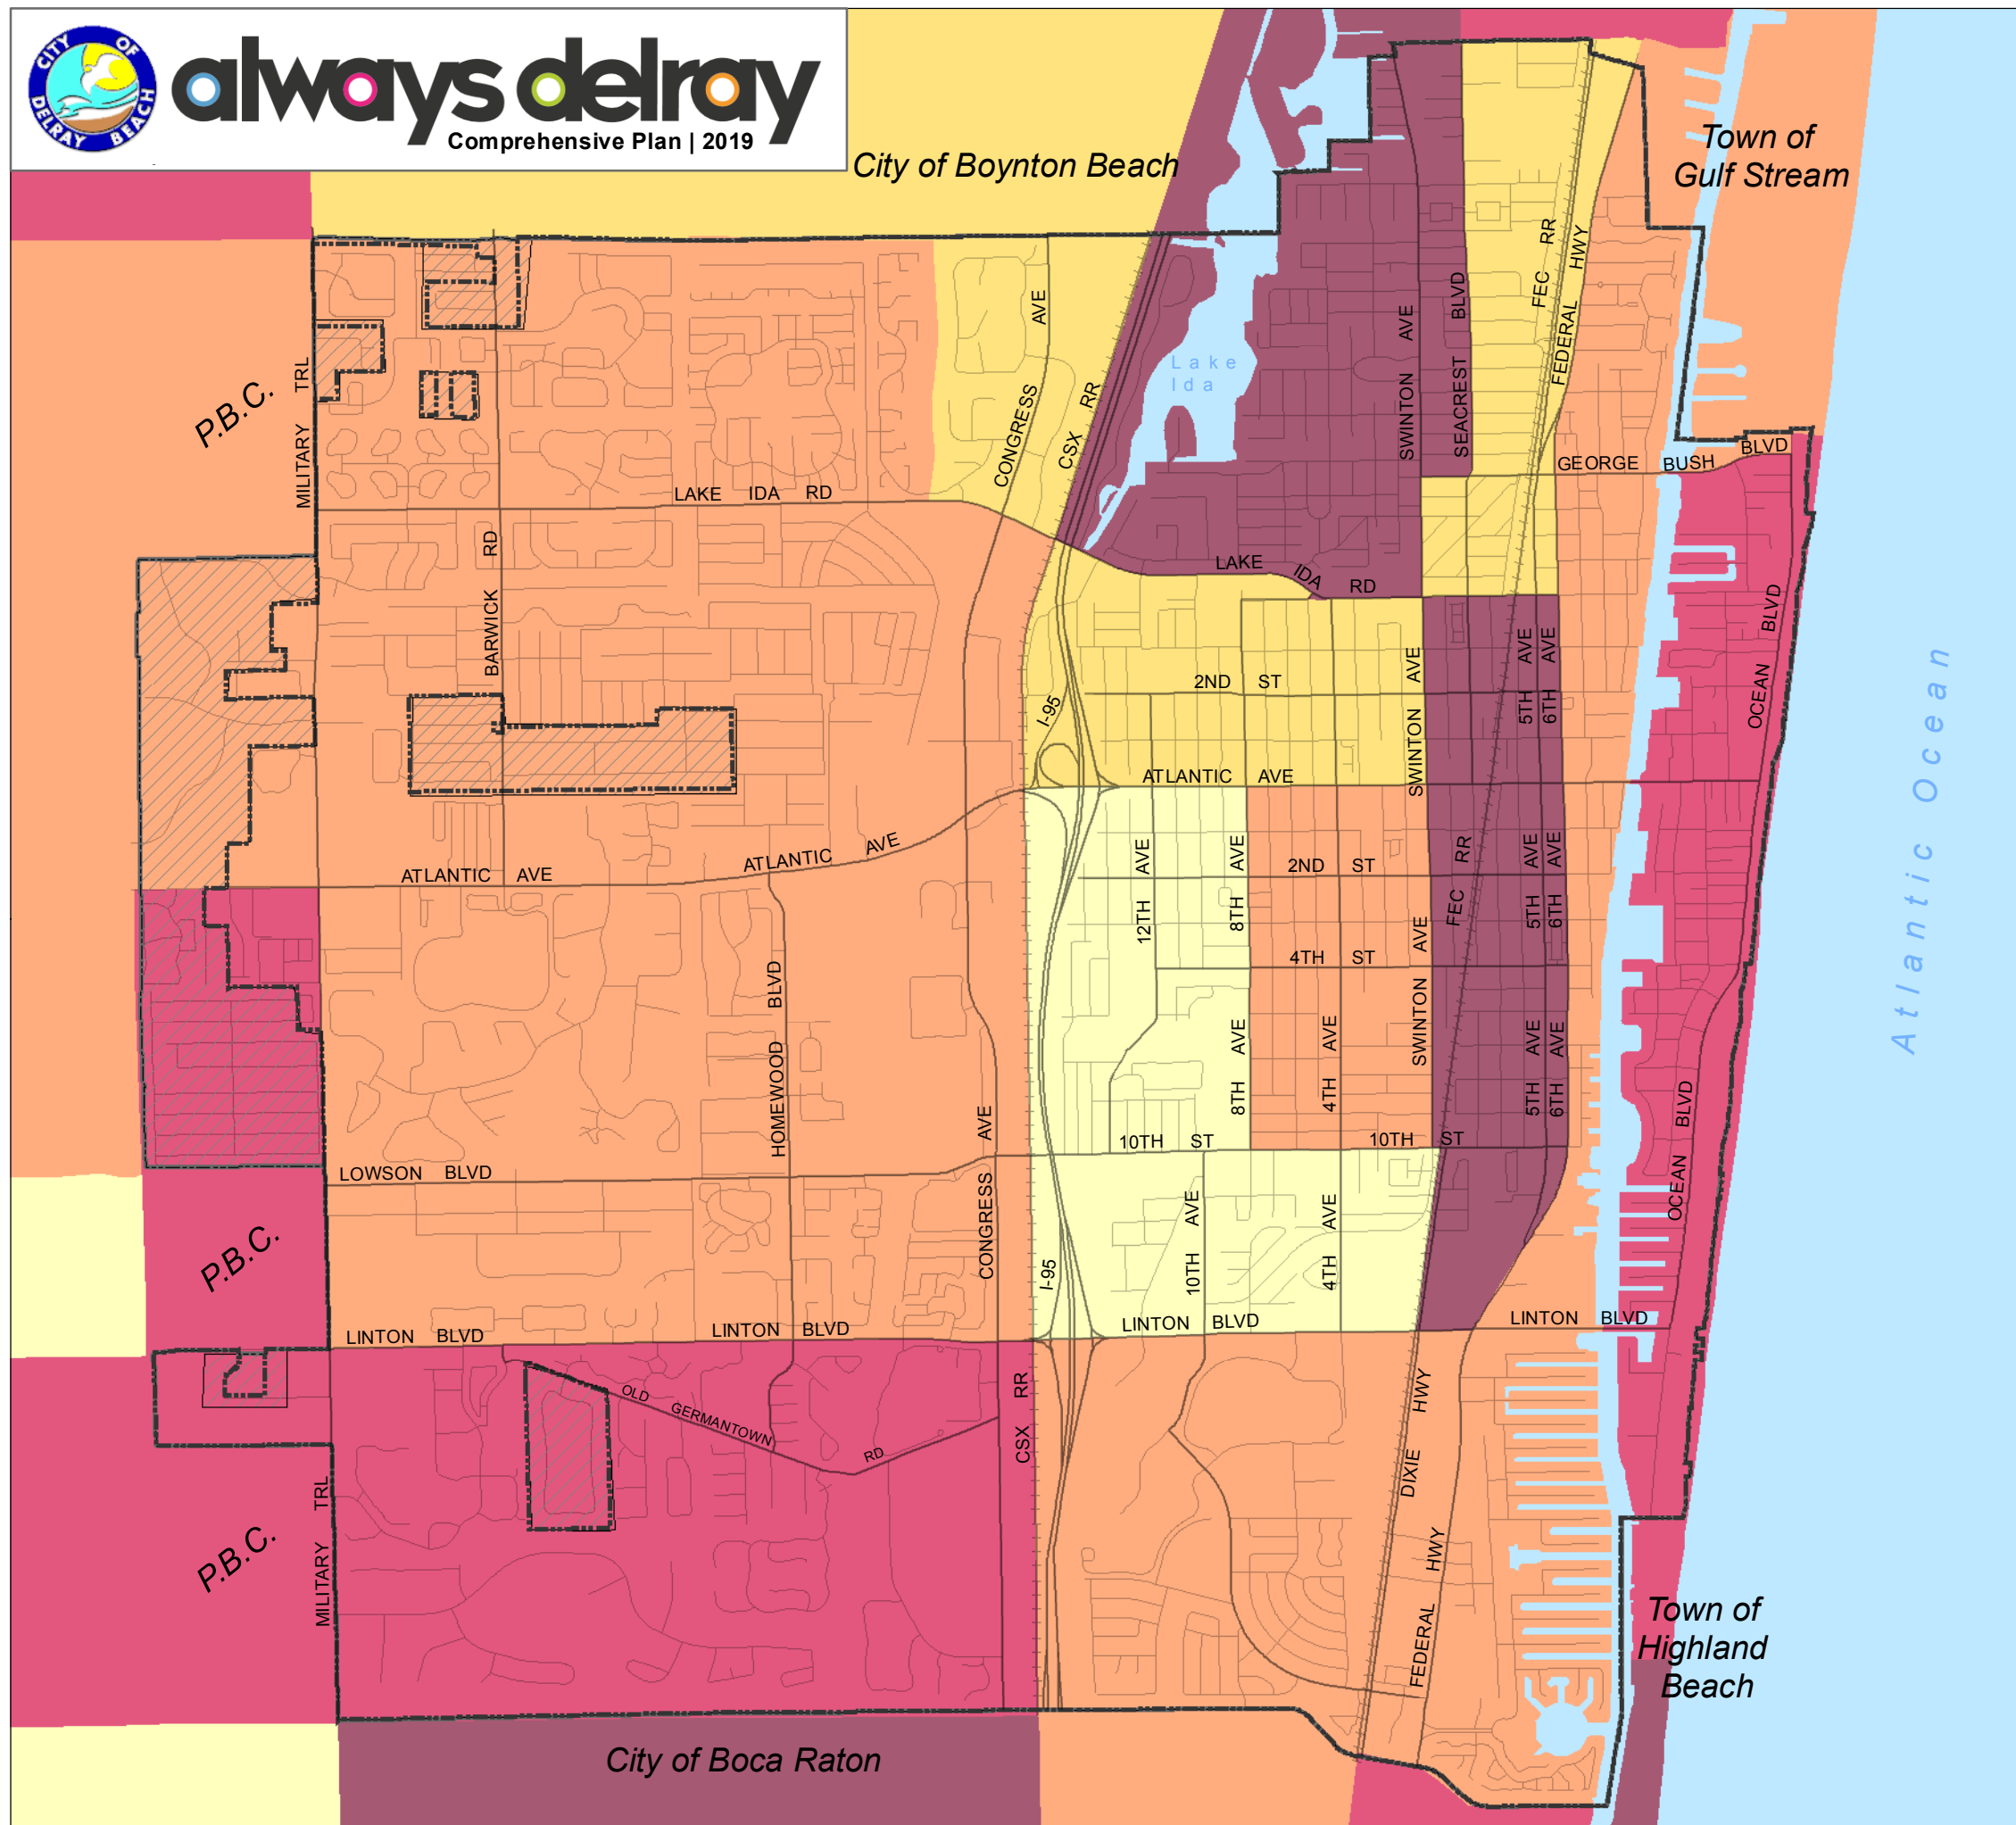 CITY OF
DELRAY BEACH
always delray
Comprehensive Plan | 2019
City of Boynton Beach
Town of
Gulf Stream
AVE
FEC RR
FEDERAL HWY
SWINTON AVE
SEACREST BLVD
Lake
Ida
P.B.C.
MILITARY TRL
CONGRESS
CSX RR
GEORGE BUSH BLVD
LAKE IDA RD
BARWICK RD
LAKE IDA RD
OCEAN BLVD
5TH AVE
6TH AVE
SWINTON AVE
2ND ST
I-95
ATLANTIC AVE
Atlantic Ocean
ATLANTIC AVE
ATLANTIC AVE
12TH AVE
8TH AVE
2ND ST
FEC RR
5TH AVE
6TH AVE
4TH ST
SWINTON AVE
HOMEWOOD BLVD
8TH AVE
4TH AVE
5TH AVE
6TH AVE
OCEAN BLVD
10TH ST
10TH ST
LOWSON BLVD
CONGRESS AVE
P.B.C.
I-95
10TH AVE
4TH AVE
LINTON BLVD
LINTON BLVD
LINTON BLVD
LINTON BLVD
OLD GERMANTOWN RD
CSX RR
DIXIE HWY
FEDERAL HWY
P.B.C.
MILITARY TRL
Town of
Highland
Beach
City of Boca Raton